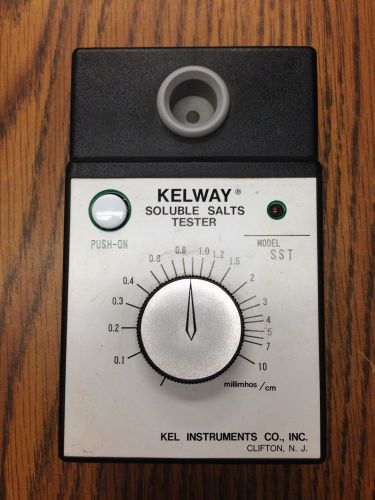 KELWAY®
SOLUBLE SALTS
TESTER
PUSH-ON
MODEL
SST
0.1
0.2
0.3
0.4
0.6
0.8
1.0
1.2
1.5
2
3
4
5
7
10
millimhos/cm
KEL INSTRUMENTS CO., INC.
CLIFTON, N. J.